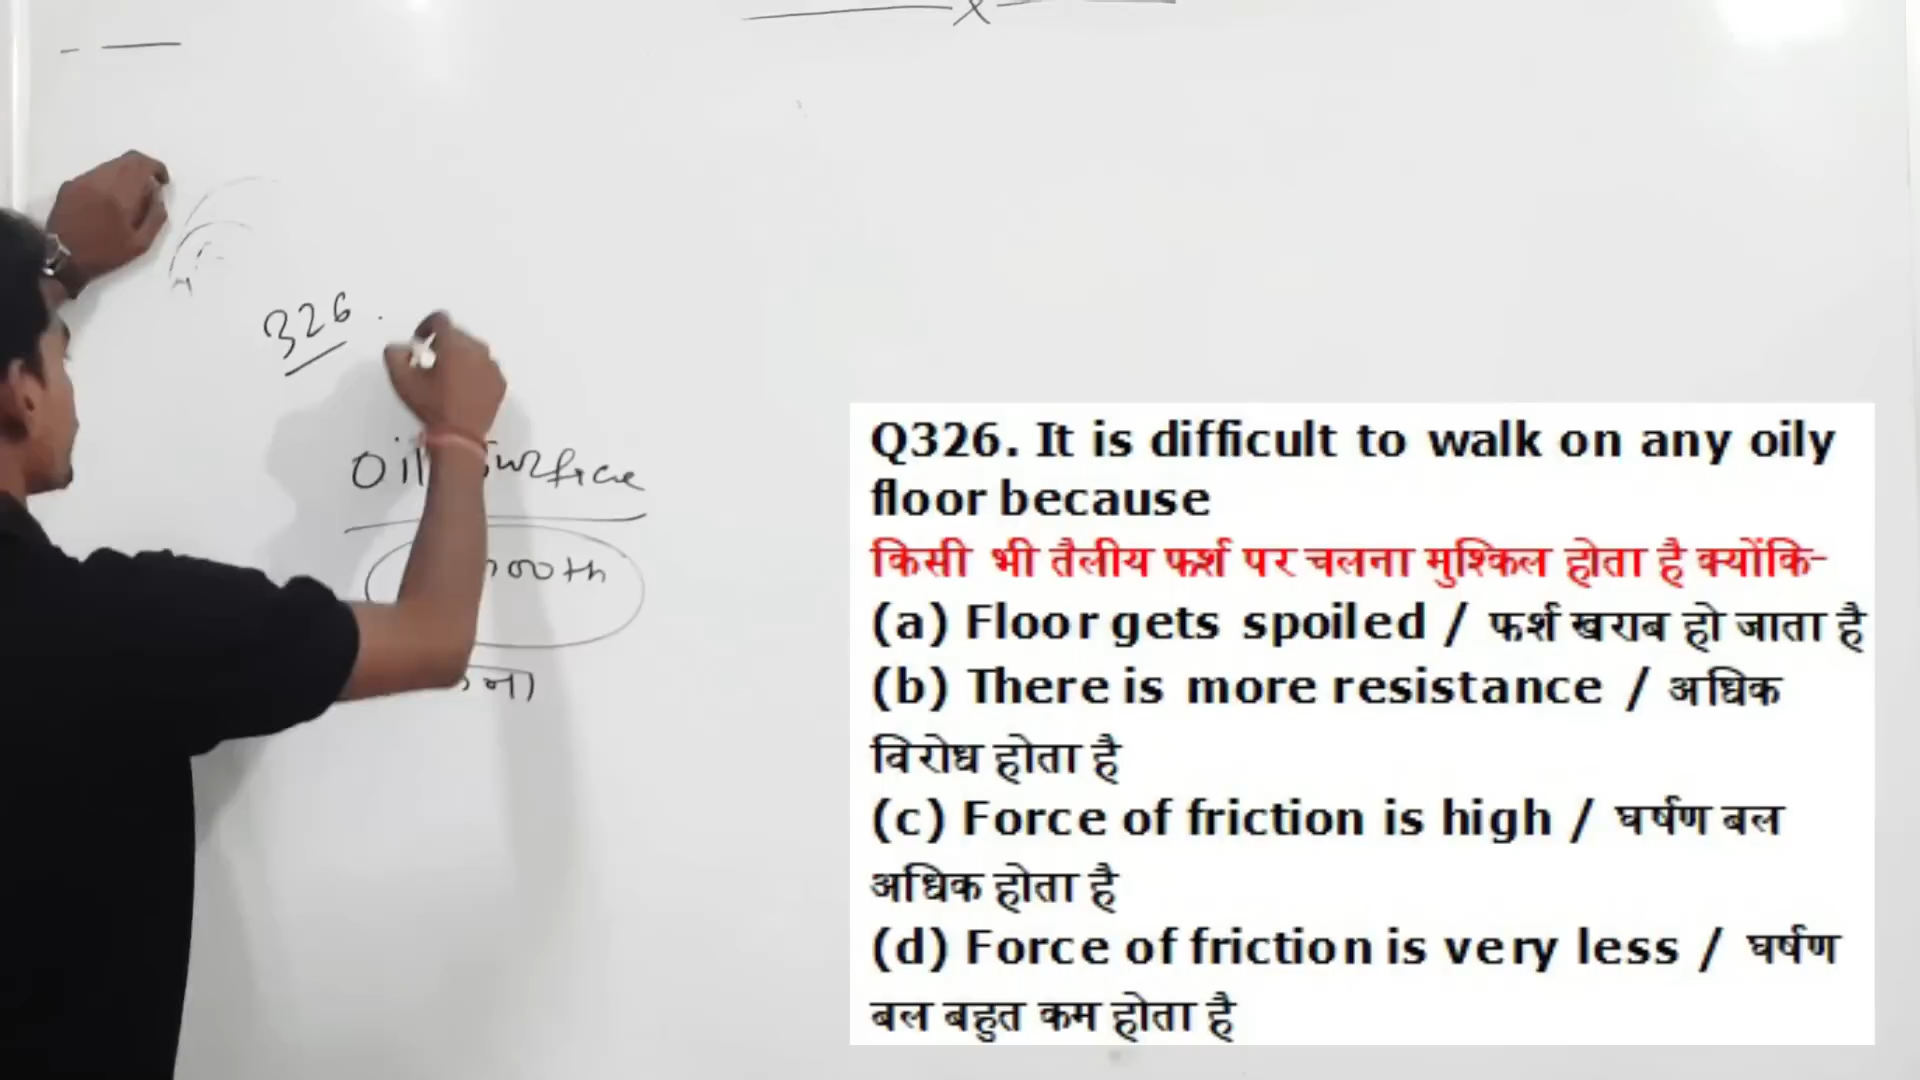 326.
Surface
Q326. It is difficult to walk on any oily
floor because
किसी भी तैलीय फर्श पर चलना मुश्किल होता है क्योंकि-
(a) Floor gets spoiled / फर्श खराब हो जाता है
(b) There is more resistance / अधिक
विरोध होता है
(c) Force of friction is high / घर्षण बल
अधिक होता है
(d) Force of friction is very less / घर्षण
बल बहुत कम होता है